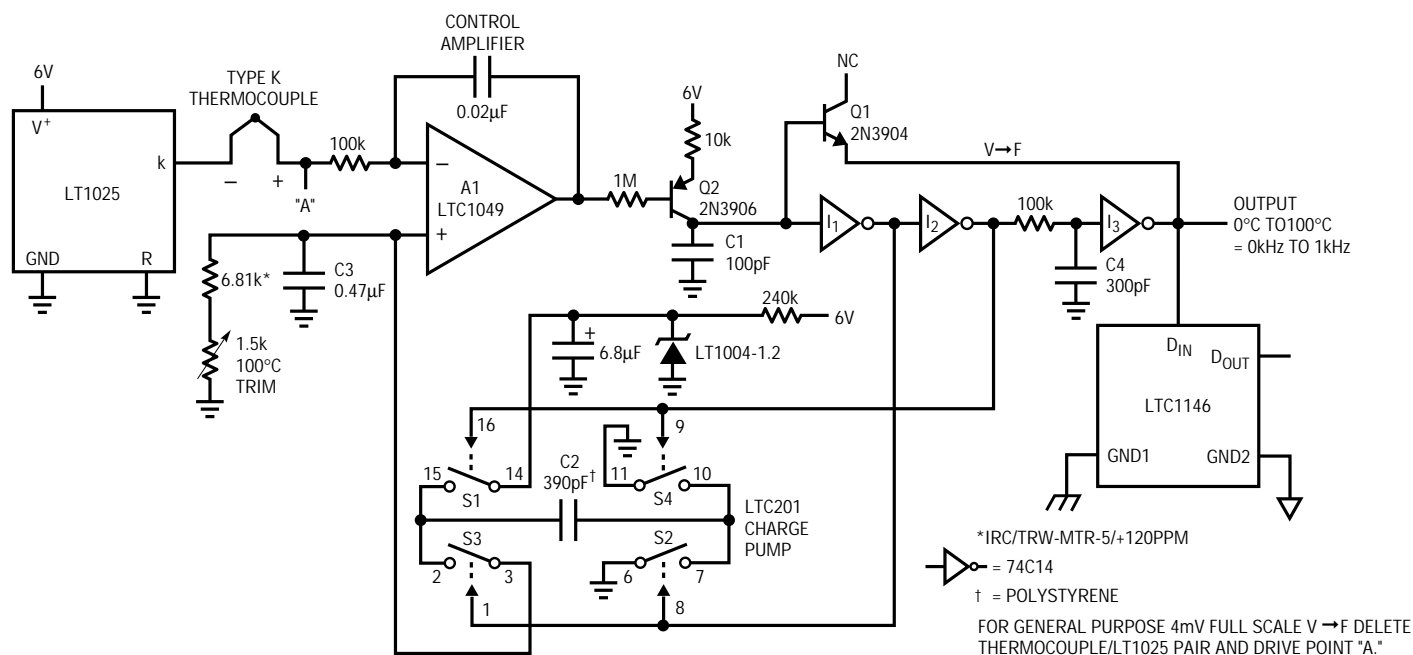 CONTROL
AMPLIFIER
0.02µF
6V
TYPE K
THERMOCOUPLE
V+
k
LT1025
GND
R
–
+
"A"
100k
–
A1
LTC1049
+
6.81k*
C3
0.47µF
1.5k
100°C
TRIM
1M
6V
10k
Q2
2N3906
C1
100pF
NC
Q1
2N3904
V→F
I1
I2
100k
I3
C4
300pF
OUTPUT
0°C TO100°C
= 0kHz TO 1kHz
240k
6V
+
6.8µF
LT1004-1.2
DIN
DOUT
LTC1146
GND1
GND2
16
9
15
14
S1
C2
390pF†
11
10
S4
LTC201
CHARGE
PUMP
S3
S2
2
3
6
7
1
8
*IRC/TRW-MTR-5/+120PPM
= 74C14
† = POLYSTYRENE
FOR GENERAL PURPOSE 4mV FULL SCALE V→F DELETE
THERMOCOUPLE/LT1025 PAIR AND DRIVE POINT "A."